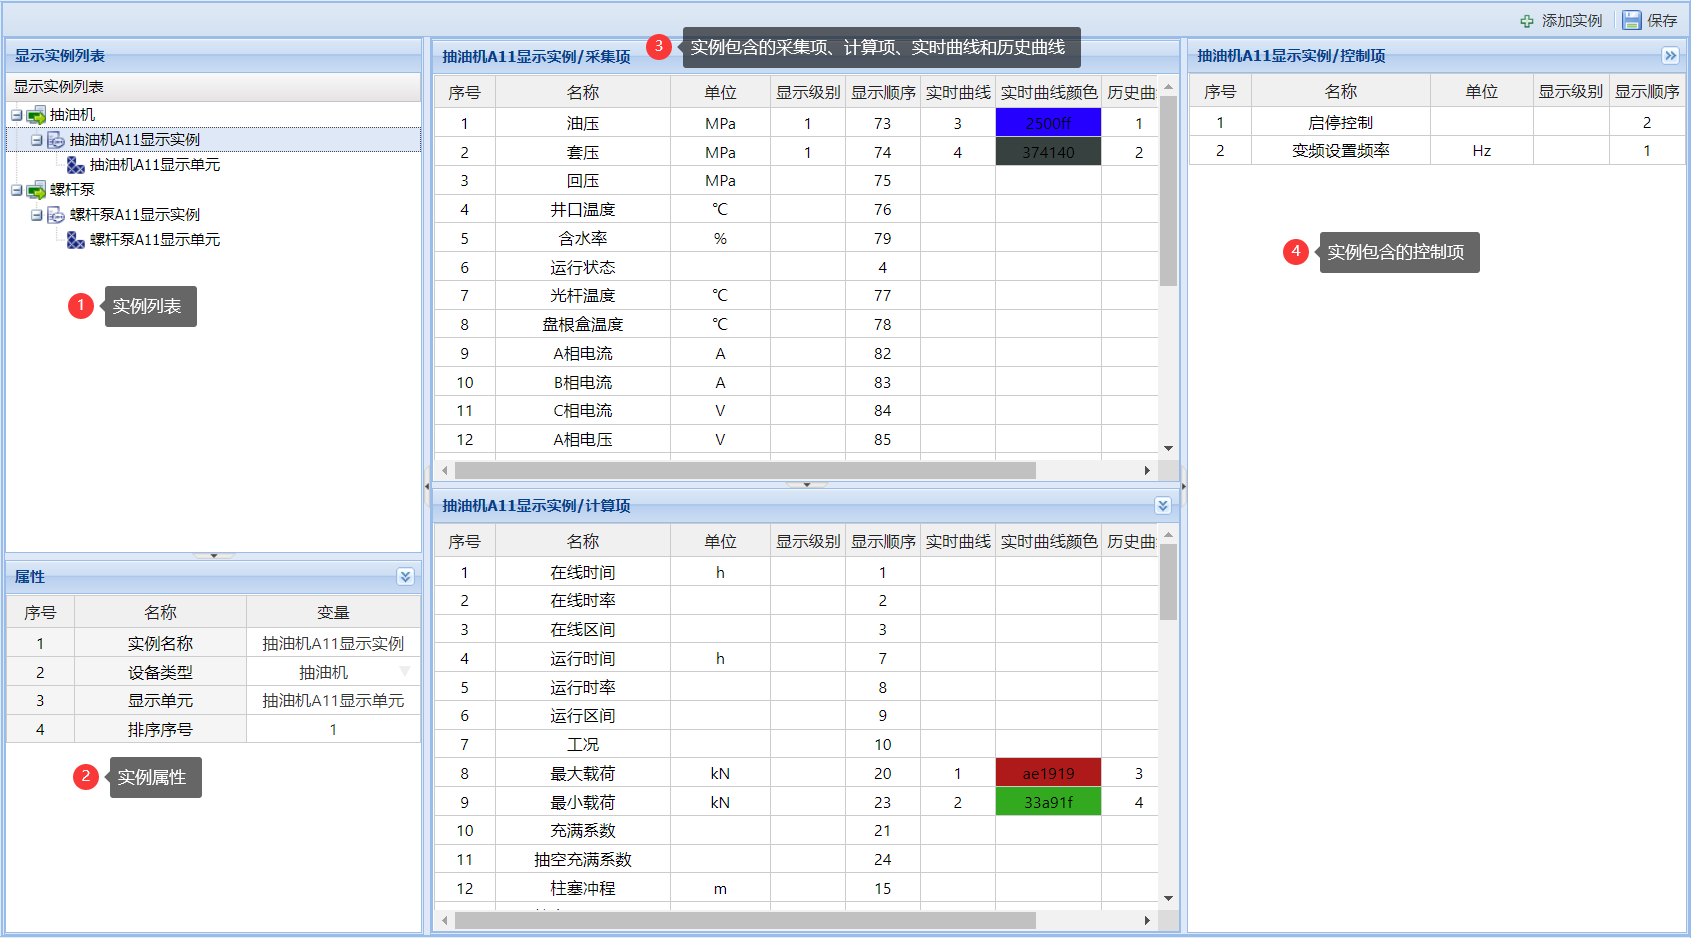 添加实例 保存
显示实例列表
显示实例列表
抽油机
抽油机A11显示实例
抽油机A11显示单元
螺杆泵
螺杆泵A11显示实例
螺杆泵A11显示单元
1 实例列表
属性
序号 名称 变量
1 实例名称 抽油机A11显示实例
2 设备类型 抽油机
3 显示单元 抽油机A11显示单元
4 排序序号 1
2 实例属性
抽油机A11显示实例/采集项
3 实例包含的采集项、计算项、实时曲线和历史曲线
序号 名称 单位 显示级别 显示顺序 实时曲线 实时曲线颜色 历史曲
1 油压 MPa 1 73 3 2500ff 1
2 套压 MPa 1 74 4 374140 2
3 回压 MPa 75
4 井口温度 ℃ 76
5 含水率 % 79
6 运行状态 4
7 光杆温度 ℃ 77
8 盘根盒温度 ℃ 78
9 A相电流 A 82
10 B相电流 A 83
11 C相电流 V 84
12 A相电压 V 85
抽油机A11显示实例/计算项
序号 名称 单位 显示级别 显示顺序 实时曲线 实时曲线颜色 历史曲
1 在线时间 h 1
2 在线时率 2
3 在线区间 3
4 运行时间 h 7
5 运行时率 8
6 运行区间 9
7 工况 10
8 最大载荷 kN 20 1 ae1919 3
9 最小载荷 kN 23 2 33a91f 4
10 充满系数 21
11 抽空充满系数 24
12 柱塞冲程 m 15
抽油机A11显示实例/控制项
序号 名称 单位 显示级别 显示顺序
1 启停控制 2
2 变频设置频率 Hz 1
4 实例包含的控制项